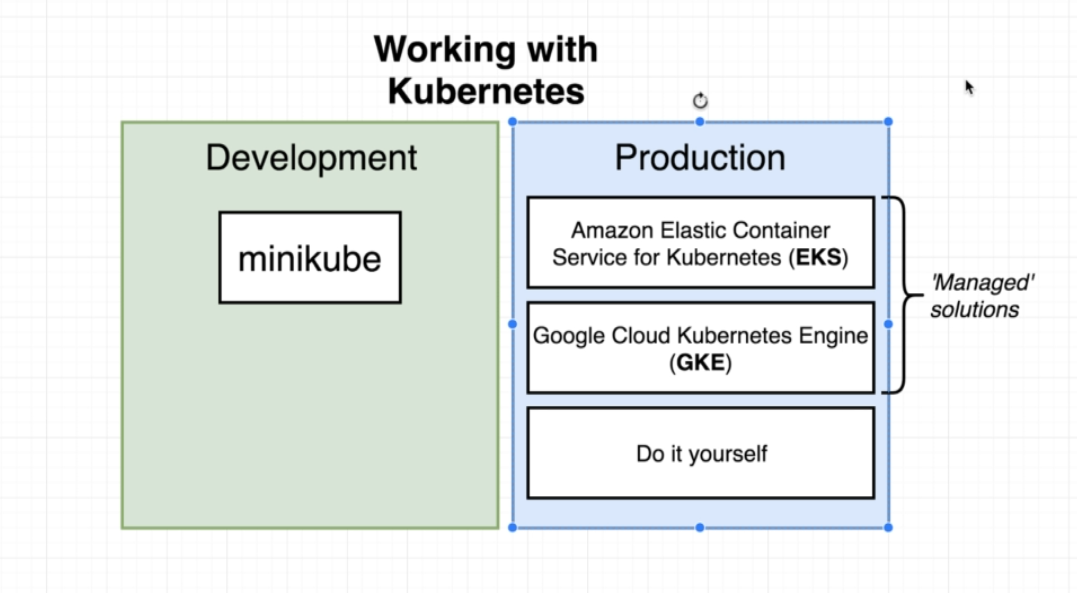 Working with
Kubernetes
Development
minikube
Production
Amazon Elastic Container
Service for Kubernetes (EKS)
Google Cloud Kubernetes Engine
(GKE)
Do it yourself
'Managed'
solutions